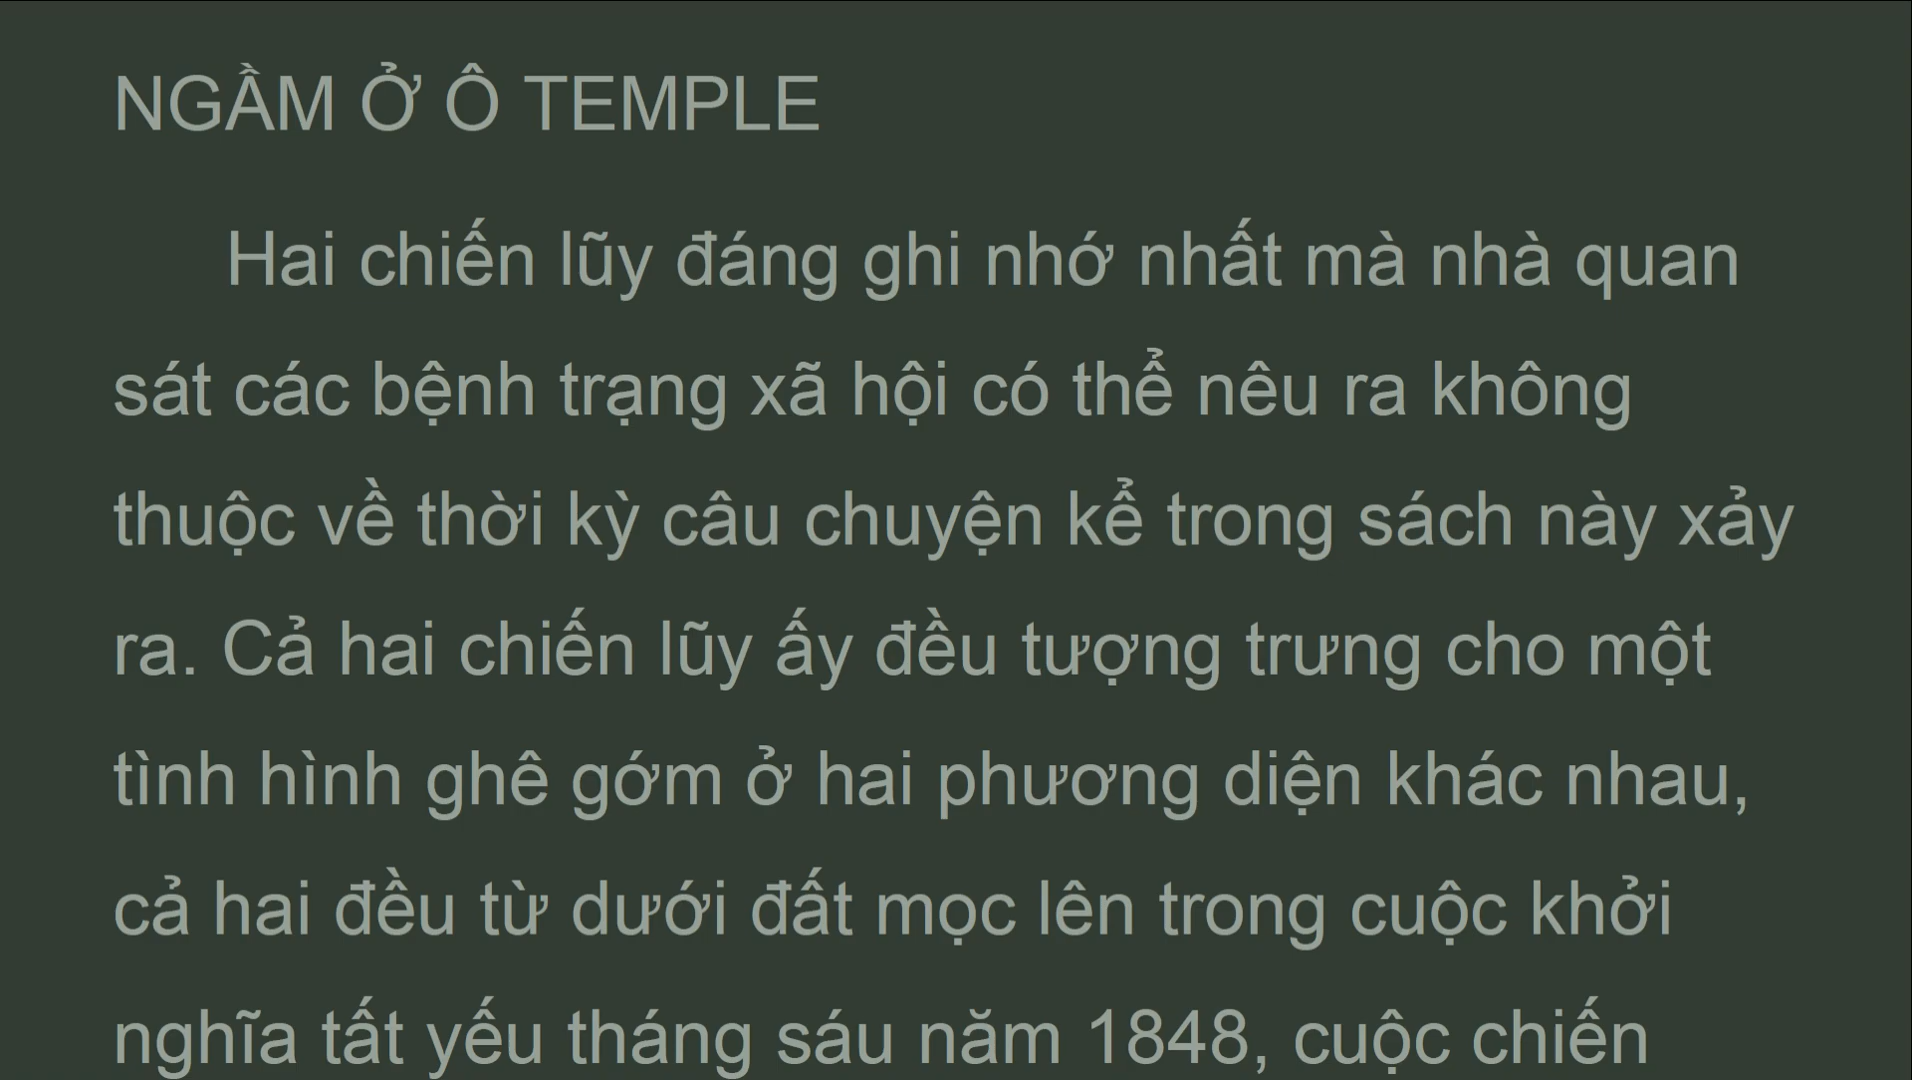 NGẦM Ở Ô TEMPLE
Hai chiến lũy đáng ghi nhớ nhất mà nhà quan
sát các bệnh trạng xã hội có thể nêu ra không
thuộc về thời kỳ câu chuyện kể trong sách này xảy
ra. Cả hai chiến lũy ấy đều tượng trưng cho một
tình hình ghê gớm ở hai phương diện khác nhau,
cả hai đều từ dưới đất mọc lên trong cuộc khởi
nghĩa tất yếu tháng sáu năm 1848, cuộc chiến